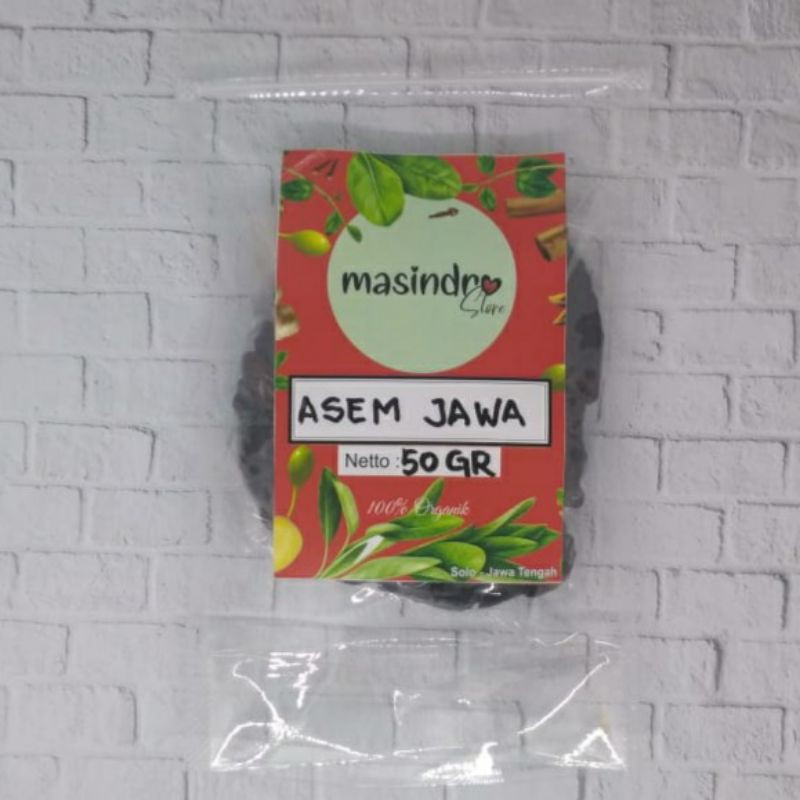 masindro
Store
ASEM JAWA
Netto : 50 GR
100% Organik
Solo - Jawa Tengah